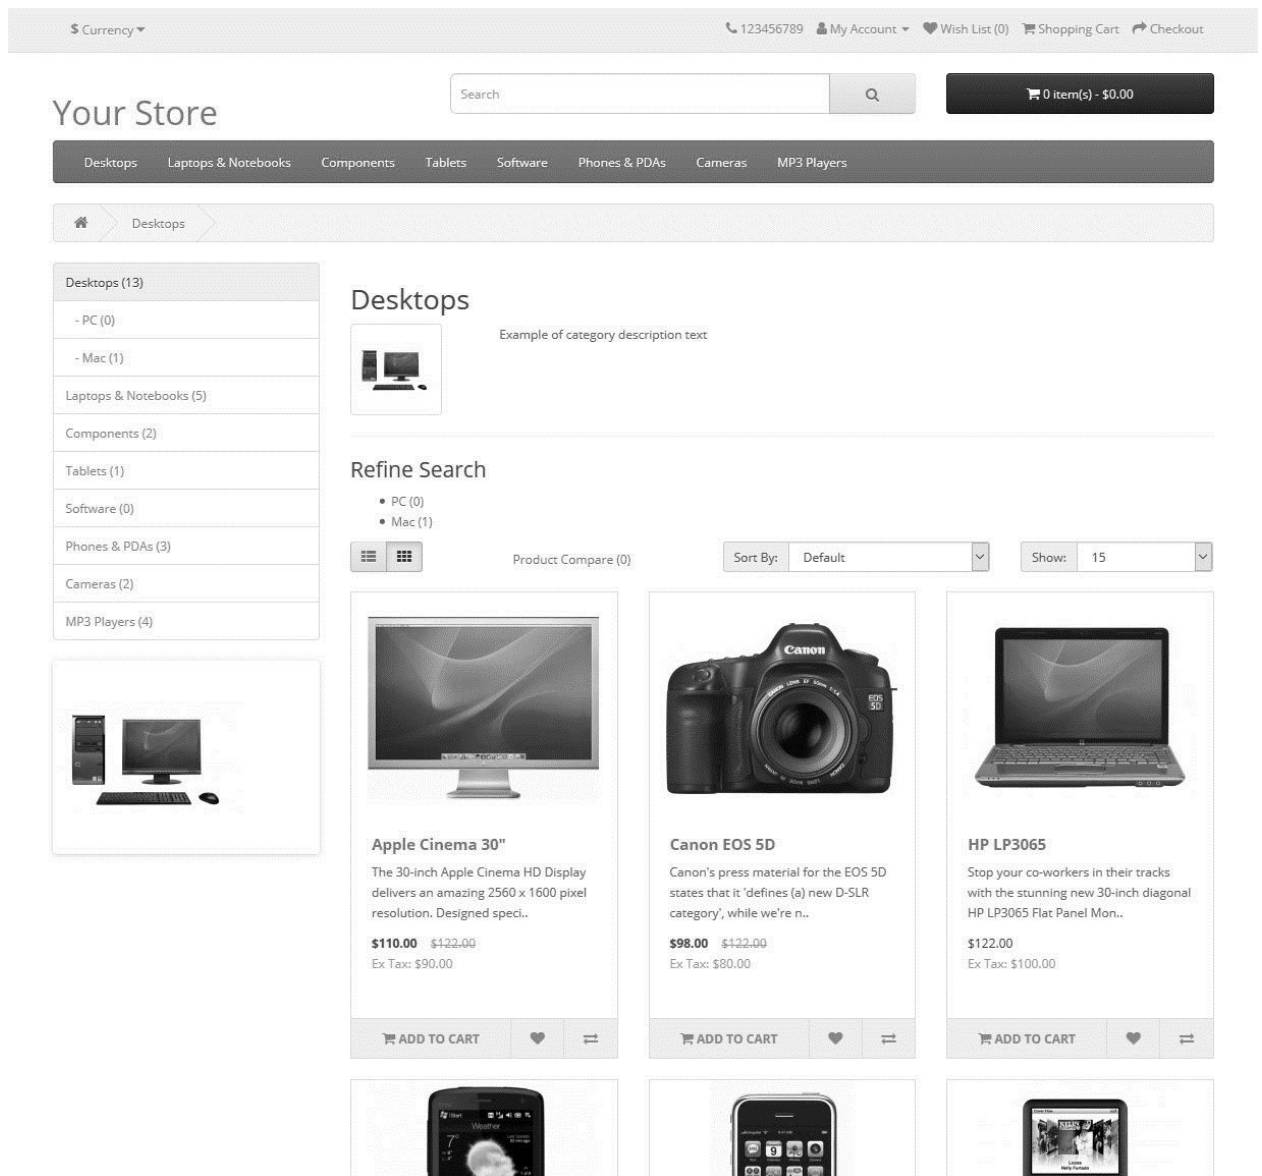 $ Currency
123456789 My Account Wish List (0) Shopping Cart Checkout
Your Store
Search
0 item(s) - $0.00
Desktops Laptops & Notebooks Components Tablets Software Phones & PDAs Cameras MP3 Players
Desktops
Desktops (13)
- PC (0)
- Mac (1)
Laptops & Notebooks (5)
Components (2)
Tablets (1)
Software (0)
Phones & PDAs (3)
Cameras (2)
MP3 Players (4)
Desktops
Example of category description text
Refine Search
PC (0)
Mac (1)
Product Compare (0)
Sort By: Default
Show: 15
Canon
EOS
5D
Apple Cinema 30"
The 30-inch Apple Cinema HD Display
delivers an amazing 2560 x 1600 pixel
resolution. Designed speci..
$110.00 $122.00
Ex Tax: $90.00
ADD TO CART
Canon EOS 5D
Canon's press material for the EOS 5D
states that it 'defines (a) new D-SLR
category', while we're n..
$98.00 $122.00
Ex Tax: $80.00
ADD TO CART
HP LP3065
Stop your co-workers in their tracks
with the stunning new 30-inch diagonal
HP LP3065 Flat Panel Mon..
$122.00
Ex Tax: $100.00
ADD TO CART
Start
Weather
7°
9